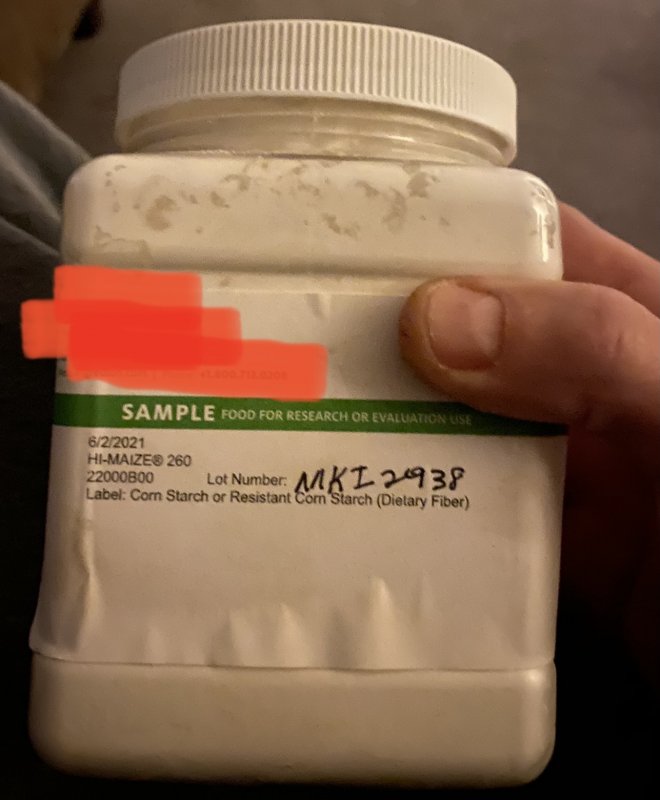 SAMPLE FOOD FOR RESEARCH OR EVALUATION USE
6/2/2021
HI-MAIZE® 260
22000B00 Lot Number: MKI2938
Label: Corn Starch or Resistant Corn Starch (Dietary Fiber)